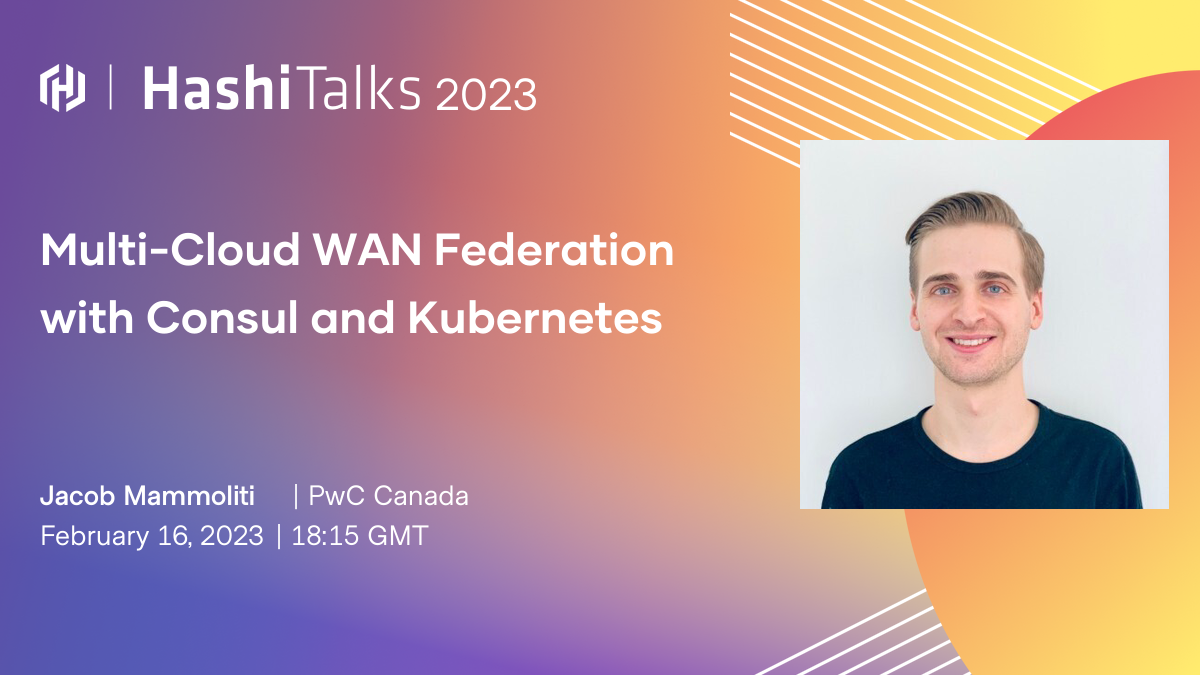 HashiTalks 2023
Multi-Cloud WAN Federation
with Consul and Kubernetes
Jacob Mammoliti | PwC Canada
February 16, 2023 | 18:15 GMT